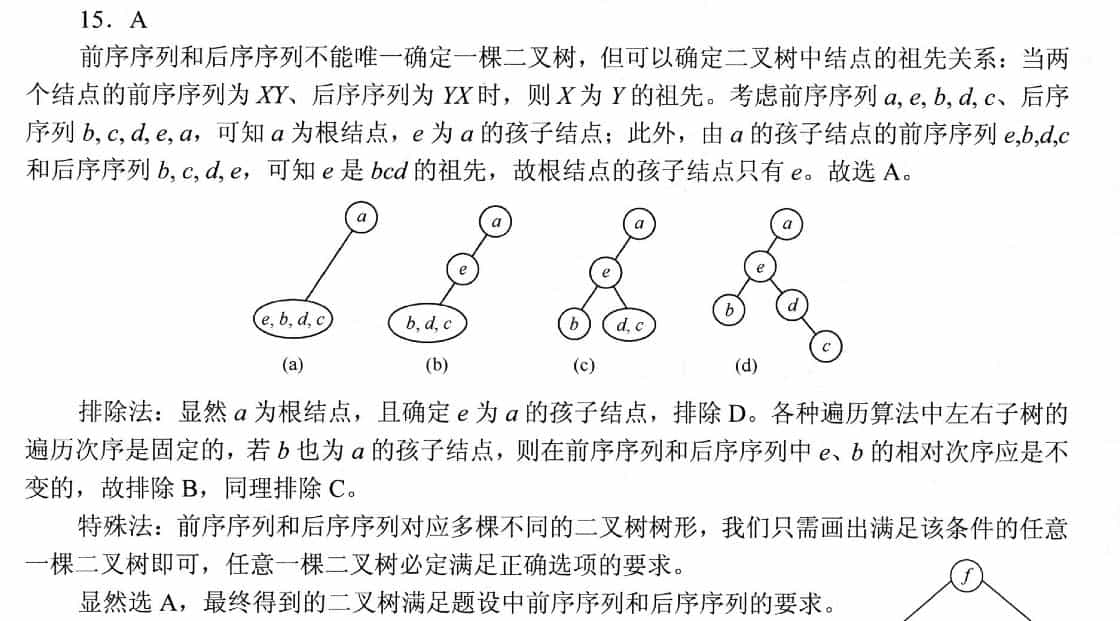 15．A
前序序列和后序序列不能唯一确定一棵二叉树，但可以确定二叉树中结点的祖先关系：当两
个结点的前序序列为 XY、后序序列为 YX 时，则 X 为 Y 的祖先。考虑前序序列 a, e, b, d, c、后序
序列 b, c, d, e, a，可知 a 为根结点，e 为 a 的孩子结点；此外，由 a 的孩子结点的前序序列 e,b,d,c
和后序序列 b, c, d, e，可知 e 是 bcd 的祖先，故根结点的孩子结点只有 e。故选 A。
a
e, b, d, c
(a)
a
e
b, d, c
(b)
a
e
b
d, c
(c)
a
e
b
d
c
(d)
排除法：显然 a 为根结点，且确定 e 为 a 的孩子结点，排除 D。各种遍历算法中左右子树的
遍历次序是固定的，若 b 也为 a 的孩子结点，则在前序序列和后序序列中 e、b 的相对次序应是不
变的，故排除 B，同理排除 C。
特殊法：前序序列和后序序列对应多棵不同的二叉树树形，我们只需画出满足该条件的任意
一棵二叉树即可，任意一棵二叉树必定满足正确选项的要求。
显然选 A，最终得到的二叉树满足题设中前序序列和后序序列的要求。
f